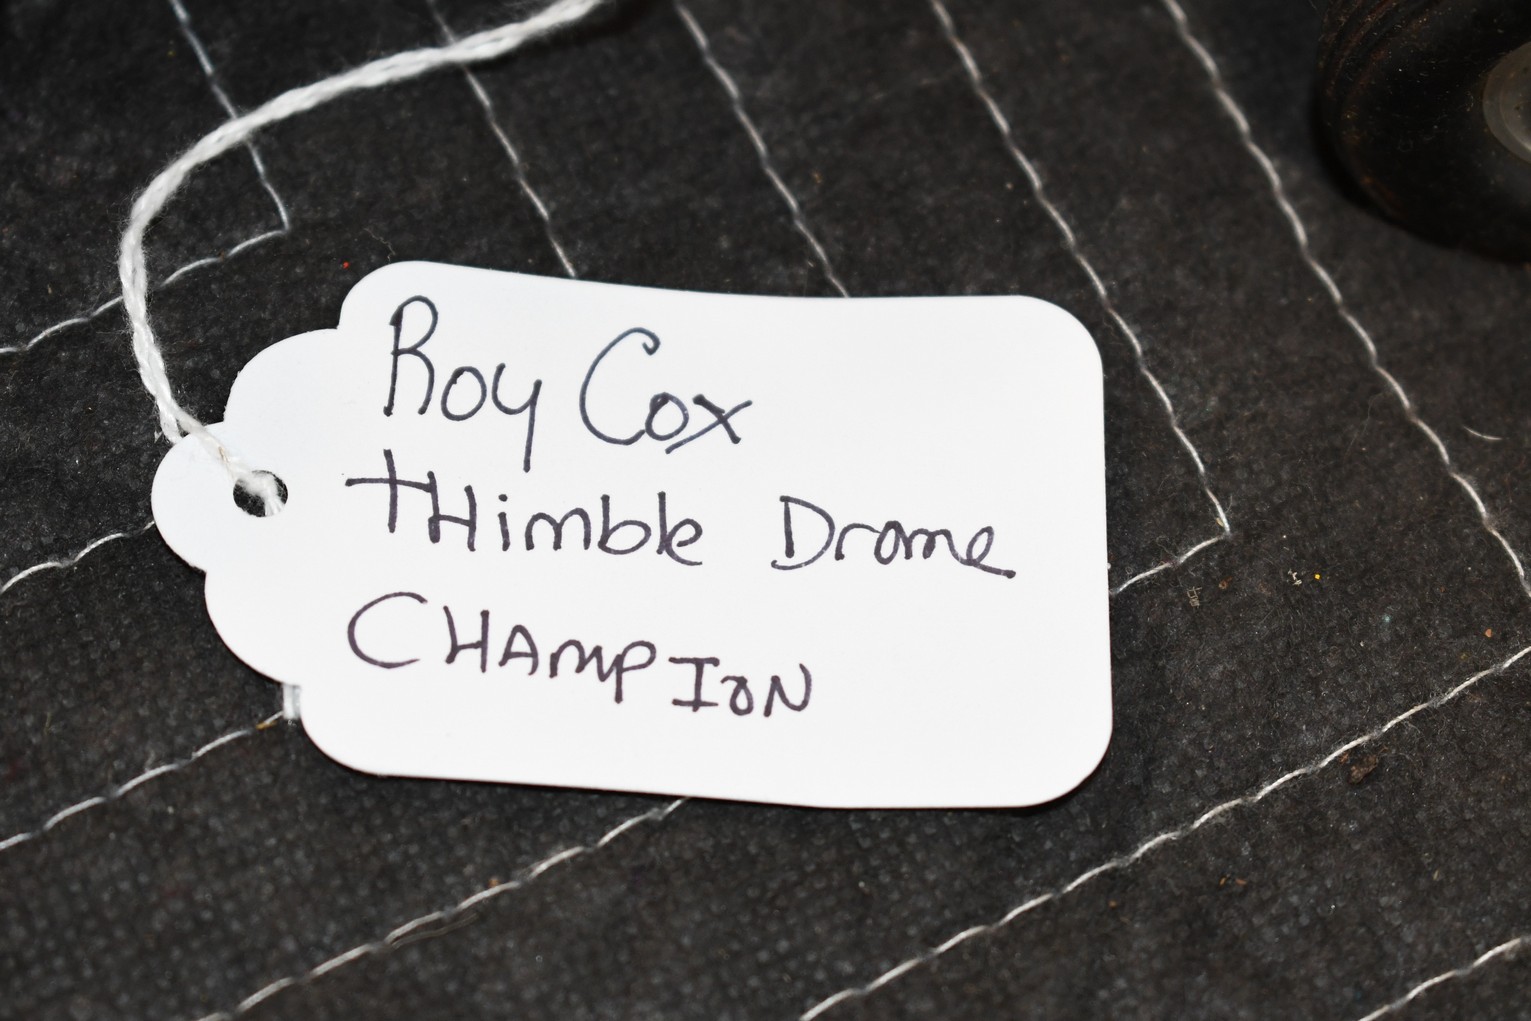 Roy Cox
tHimble Drome
CHAmpIoN